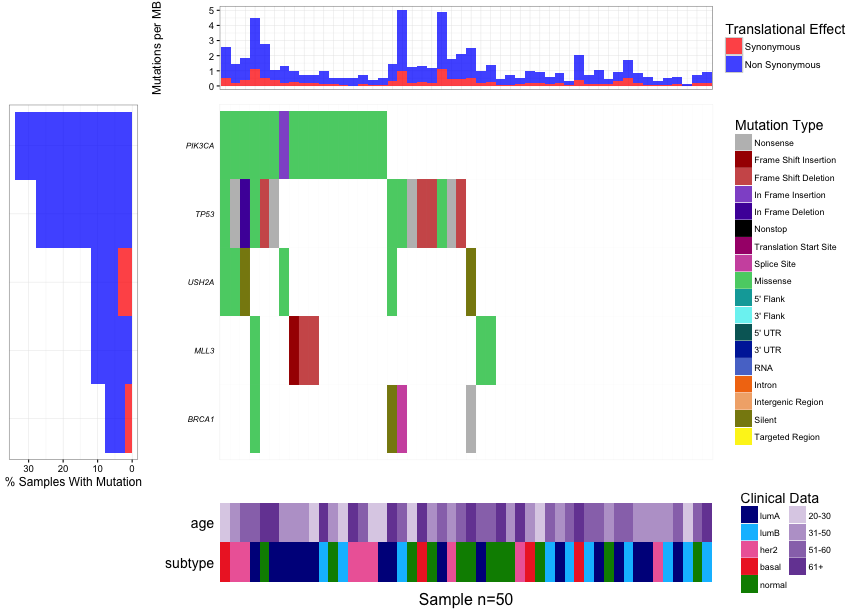 Mutations per MB
5
4
3
2
1
0
Translational Effect
Synonymous
Non Synonymous
PIK3CA
TP53
USH2A
MLL3
BRCA1
30 20 10 0
% Samples With Mutation
Mutation Type
Nonsense
Frame Shift Insertion
Frame Shift Deletion
In Frame Insertion
In Frame Deletion
Nonstop
Translation Start Site
Splice Site
Missense
5' Flank
3' Flank
5' UTR
3' UTR
RNA
Intron
Intergenic Region
Silent
Targeted Region
age
subtype
Sample n=50
Clinical Data
lumA 20-30
lumB 31-50
her2 51-60
basal 61+
normal